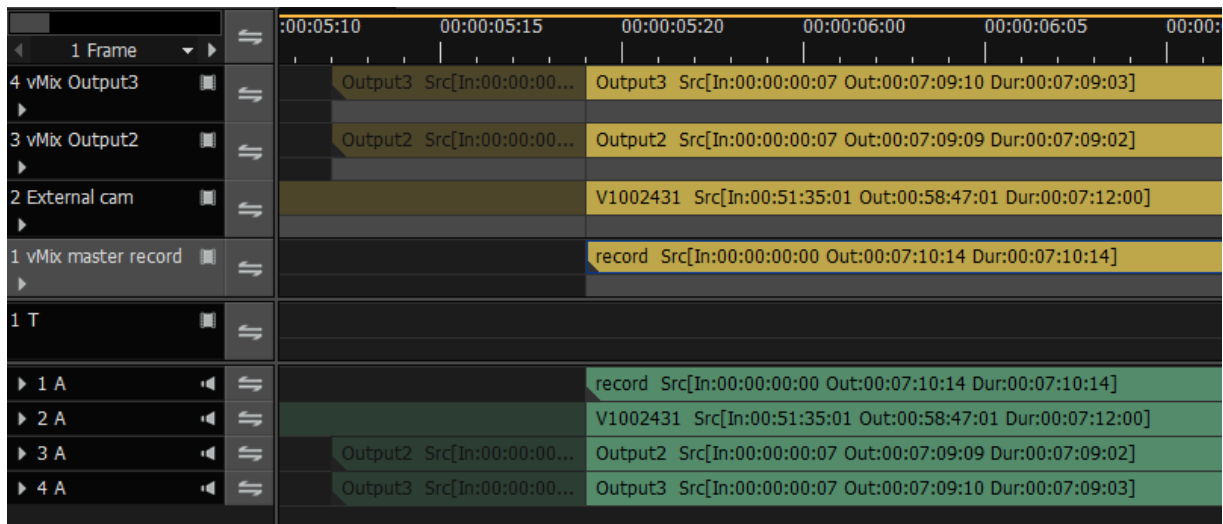 :00:05:10 00:00:05:15 00:00:05:20 00:00:06:00 00:00:06:05 00:00:
1 Frame
4 vMix Output3 Output3 Src[In:00:00:00... Output3 Src[In:00:00:00:07 Out:00:07:09:10 Dur:00:07:09:03]
3 vMix Output2 Output2 Src[In:00:00:00... Output2 Src[In:00:00:00:07 Out:00:07:09:09 Dur:00:07:09:02]
2 External cam V1002431 Src[In:00:51:35:01 Out:00:58:47:01 Dur:00:07:12:00]
1 vMix master record record Src[In:00:00:00:00 Out:00:07:10:14 Dur:00:07:10:14]
1 T
1 A record Src[In:00:00:00:00 Out:00:07:10:14 Dur:00:07:10:14]
2 A V1002431 Src[In:00:51:35:01 Out:00:58:47:01 Dur:00:07:12:00]
3 A Output2 Src[In:00:00:00... Output2 Src[In:00:00:00:07 Out:00:07:09:09 Dur:00:07:09:02]
4 A Output3 Src[In:00:00:00... Output3 Src[In:00:00:00:07 Out:00:07:09:10 Dur:00:07:09:03]